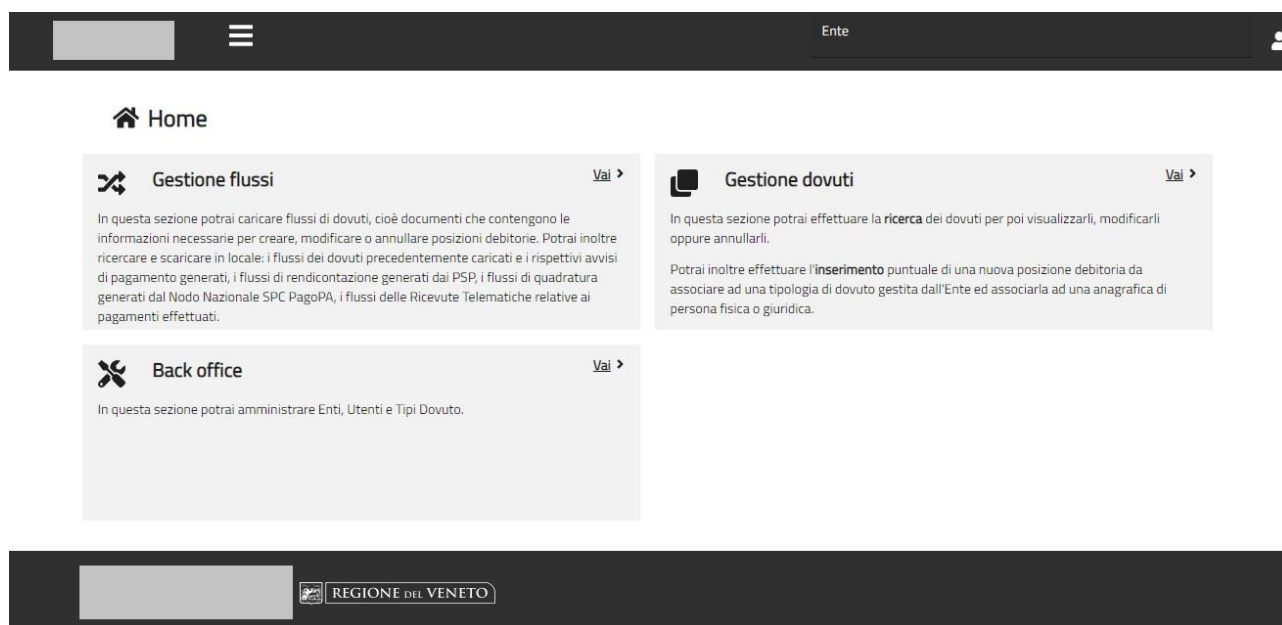 Ente
Home
Gestione flussi
Vai
In questa sezione potrai caricare flussi di dovuti, cioè documenti che contengono le
informazioni necessarie per creare, modificare o annullare posizioni debitorie. Potrai inoltre
ricercare e scaricare in locale: i flussi dei dovuti precedentemente caricati e i rispettivi avvisi
di pagamento generati, i flussi di rendicontazione generati dai PSP, i flussi di quadratura
generati dal Nodo Nazionale SPC PagoPA, i flussi delle Ricevute Telematiche relative ai
pagamenti effettuati.
Gestione dovuti
Vai
In questa sezione potrai effettuare la ricerca dei dovuti per poi visualizzarli, modificarli
oppure annullarli.
Potrai inoltre effettuare l'inserimento puntuale di una nuova posizione debitoria da
associare ad una tipologia di dovuto gestita dall'Ente ed associarla ad una anagrafica di
persona fisica o giuridica.
Back office
Vai
In questa sezione potrai amministrare Enti, Utenti e Tipi Dovuto.
REGIONE DEL VENETO